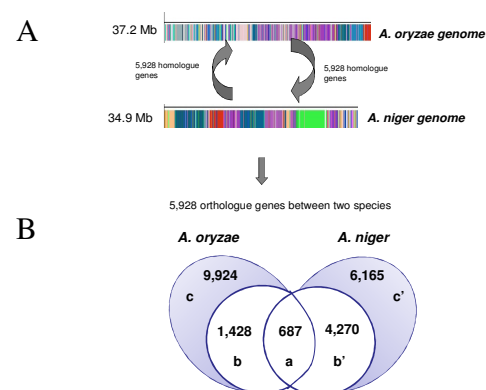 A
37.2 Mb
A. oryzae genome
5,928 homologue
genes
5,928 homologue
genes
34.9 Mb
A. niger genome
5,928 orthologue genes between two species
B
A. oryzae
A. niger
9,924
6,165
c
c'
1,428
687
4,270
b
a
b'